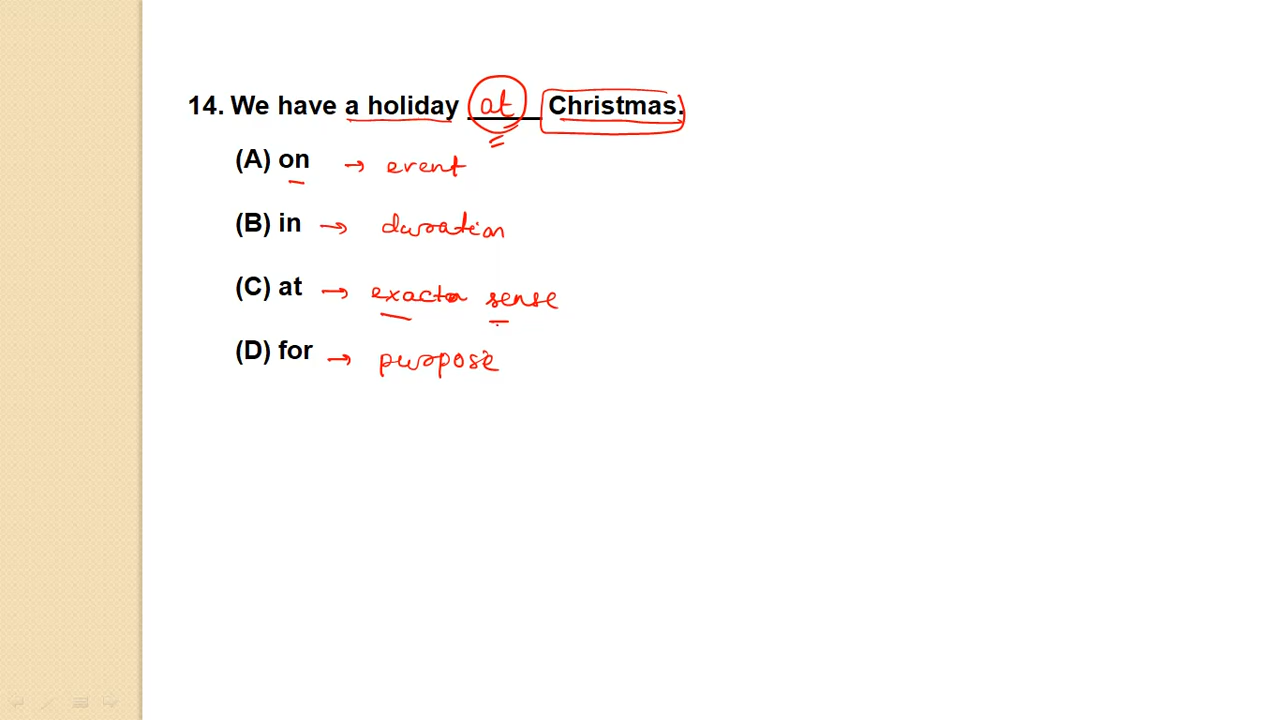 14. We have a holiday at Christmas.
(A) on → event
(B) in → duration
(C) at → exacta sense
(D) for → purpose